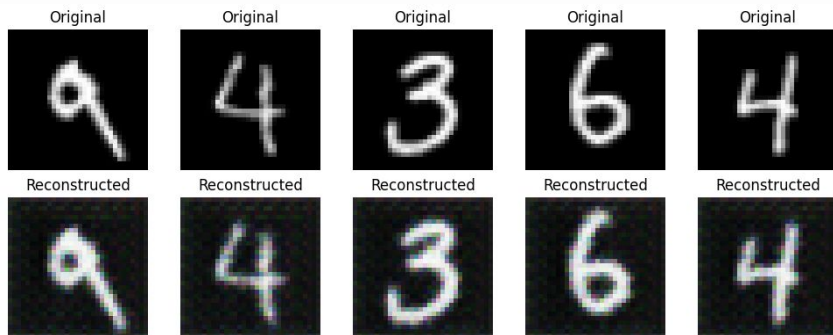 Original Original Original Original Original
9 4 3 6 4
Reconstructed Reconstructed Reconstructed Reconstructed Reconstructed
9 4 3 6 4